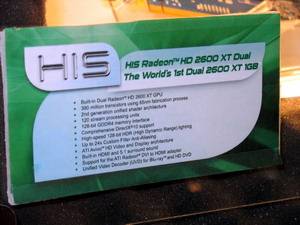 HIS
HIS Radeon™ HD 2600 XT Dual
The World's 1st Dual 2600 XT 1GB
• Built-in Dual Radeon™ HD 2600 XT GPU
• 390 million transistors using 65nm fabrication process
• 2nd generation unified shader architecture
• 120 stream processing units
• 128-bit GDDR4 memory interface
• Comprehensive DirectX®10 support
• High-speed 128-bit HDR (High Dynamic Range) lighting
• Up to 24x Custom Filter Anti-Aliasing
• ATI Avivo™ HD Video and Display architecture
• Built-in HDMI and 5.1 surround sound
• Support for the ATI Radeon™ DVI to HDMI adapter
• Unified Video Decoder (UVD) for Blu-ray™ and HD DVD